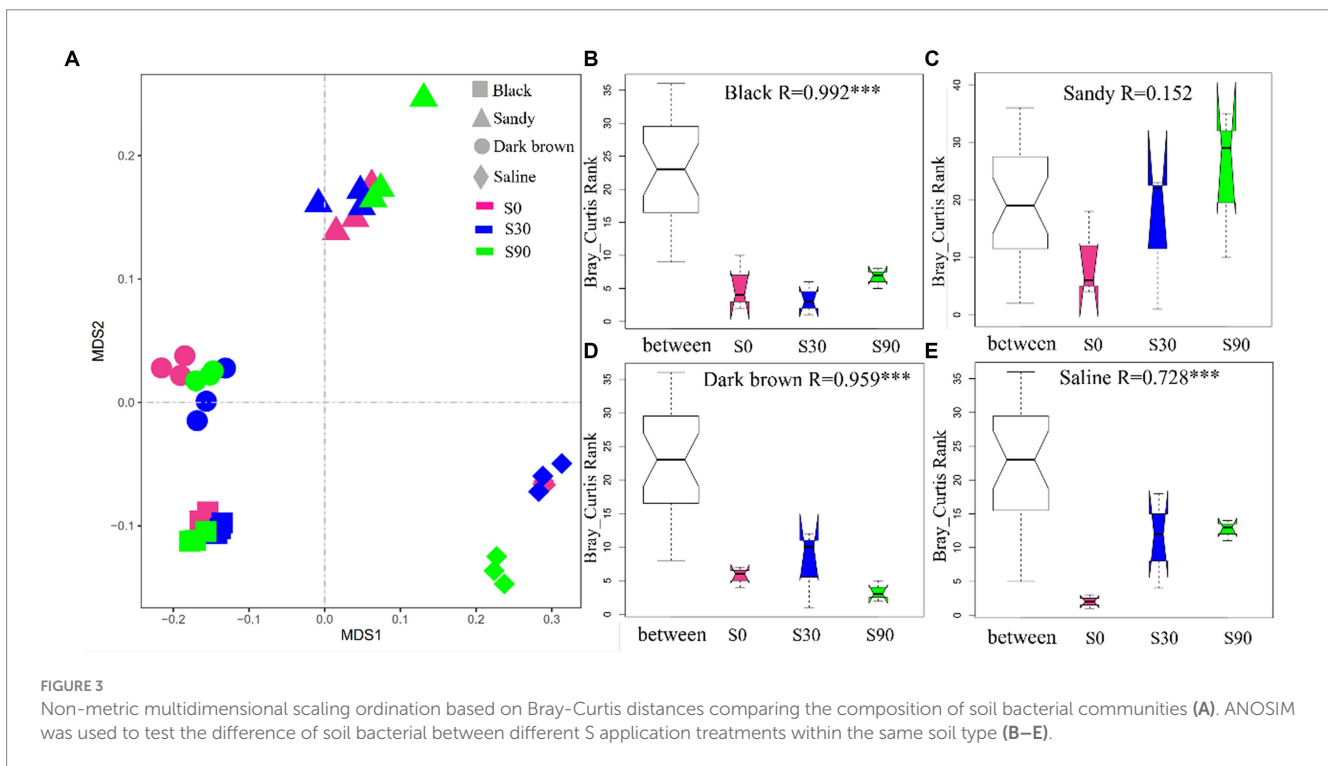 A
MDS2
0.2
0.1
0.0
−0.1
−0.2
−0.1
0.0
0.1
0.2
0.3
MDS1
Black
Sandy
Dark brown
Saline
S0
S30
S90
B
Black R=0.992***
Bray_Curtis Rank
35
30
25
20
15
10
5
0
between
S0
S30
S90
C
Sandy R=0.152
Bray_Curtis Rank
40
30
20
10
0
between
S0
S30
S90
D
Dark brown R=0.959***
Bray_Curtis Rank
35
30
25
20
15
10
5
0
between
S0
S30
S90
E
Saline R=0.728***
Bray_Curtis Rank
35
30
25
20
15
10
5
0
between
S0
S30
S90
FIGURE 3
Non-metric multidimensional scaling ordination based on Bray-Curtis distances comparing the composition of soil bacterial communities (A). ANOSIM
was used to test the difference of soil bacterial between different S application treatments within the same soil type (B–E).